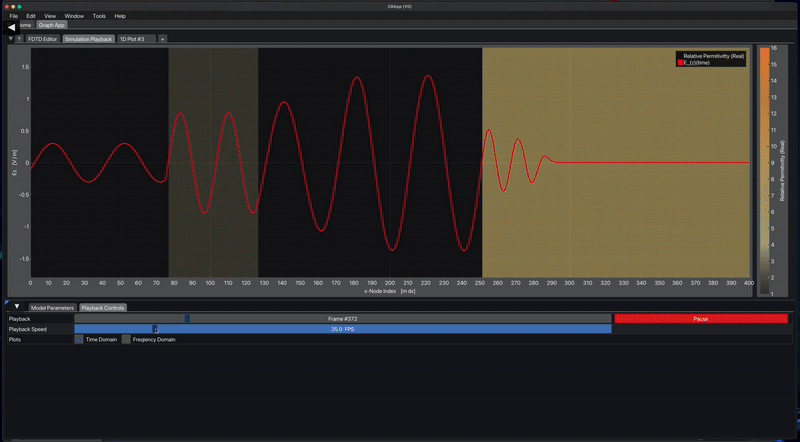 CltApp (VG)
File Edit View Window Tools Help
Home Graph App
? FDTD Editor Simulation Playback 1D Plot #3 +
Relative Permitivitty (Real)
E_{z}(time)
1.5
1
0.5
0
-0.5
-1
-1.5
Ez [V/m]
0 10 20 30 40 50 60 70 80 90 100 110 120 130 140 150 160 170 180 190 200 210 220 230 240 250 260 270 280 290 300 310 320 330 340 350 360 370 380 390 400
x-Node Index [m dx]
16
15
14
13
12
11
10
9
8
7
6
5
4
3
2
1
Relative Permitivity (Real)
Model Parameters Playback Controls
Playback Frame #372 Pause
Playback Speed 35.0 FPS
Plots Time Domain Freqiency Domain